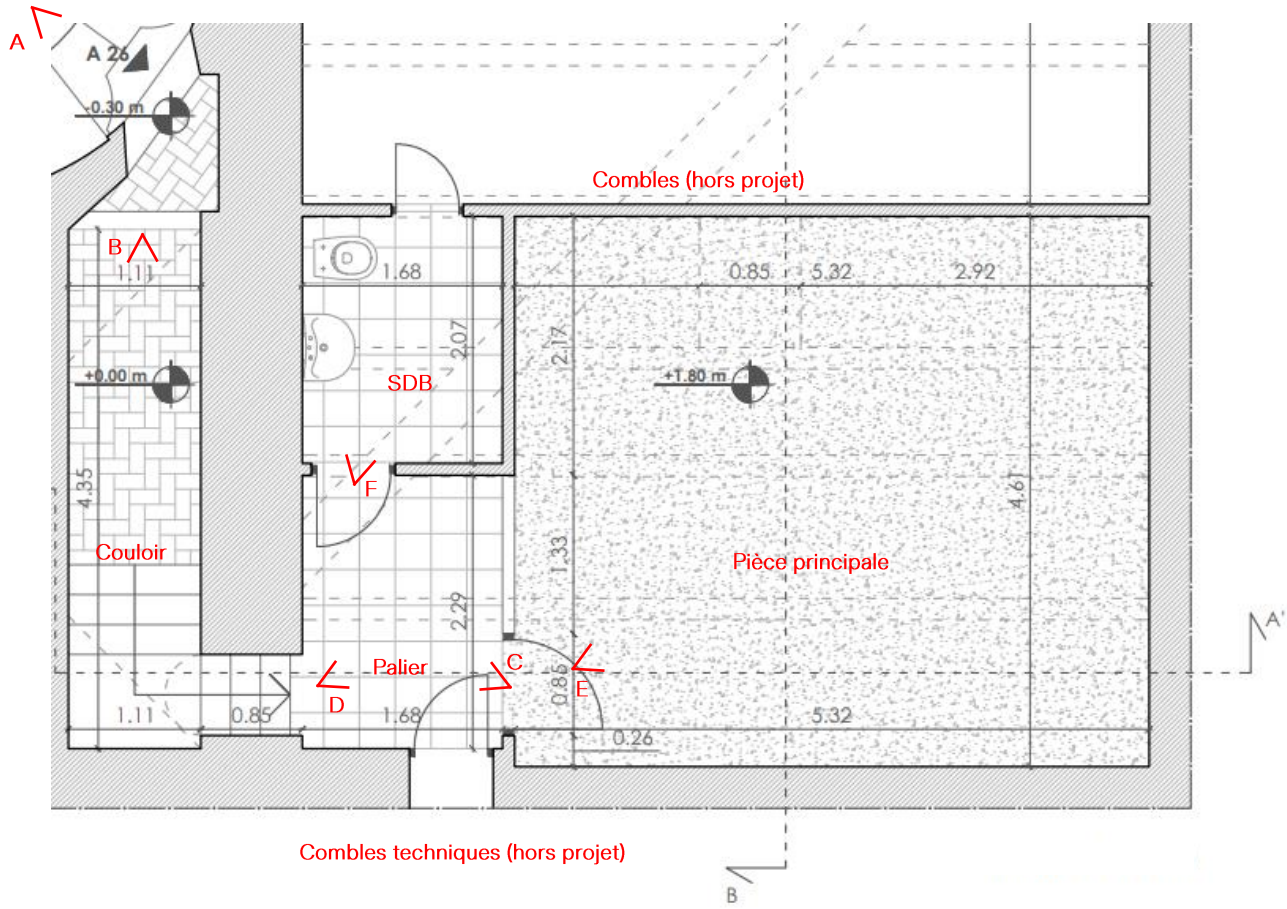 A
A 26
-0.30 m
Combles (hors projet)
B
1.11
1.68
0.85
5.32
2.92
2.07
2.17
+0.00 m
SDB
+1.80 m
4.35
F
4.61
Couloir
1.33
Pièce principale
2.29
A'
Palier
C
0.85
E
D
1.11
0.85
1.68
5.32
0.26
Combles techniques (hors projet)
B